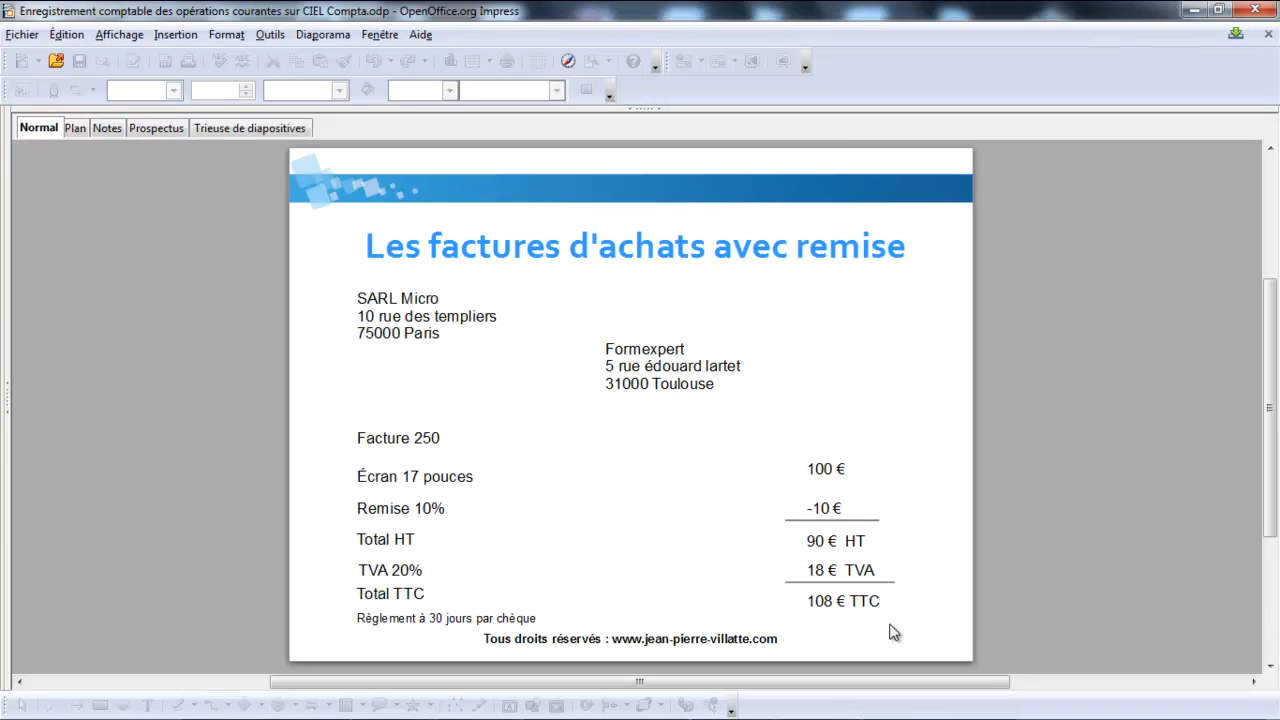 Enregistrement comptable des opérations courantes sur CIEL Compta.odp - OpenOffice.org Impress
Fichier Édition Affichage Insertion Format Outils Diaporama Fenêtre Aide
Normal Plan Notes Prospectus Trieuse de diapositives
Les factures d'achats avec remise
SARL Micro
10 rue des templiers
75000 Paris
Formexpert
5 rue édouard lartet
31000 Toulouse
Facture 250
Écran 17 pouces 100 €
Remise 10% -10 €
Total HT 90 € HT
TVA 20% 18 € TVA
Total TTC 108 € TTC
Règlement à 30 jours par chèque
Tous droits réservés : www.jean-pierre-villatte.com